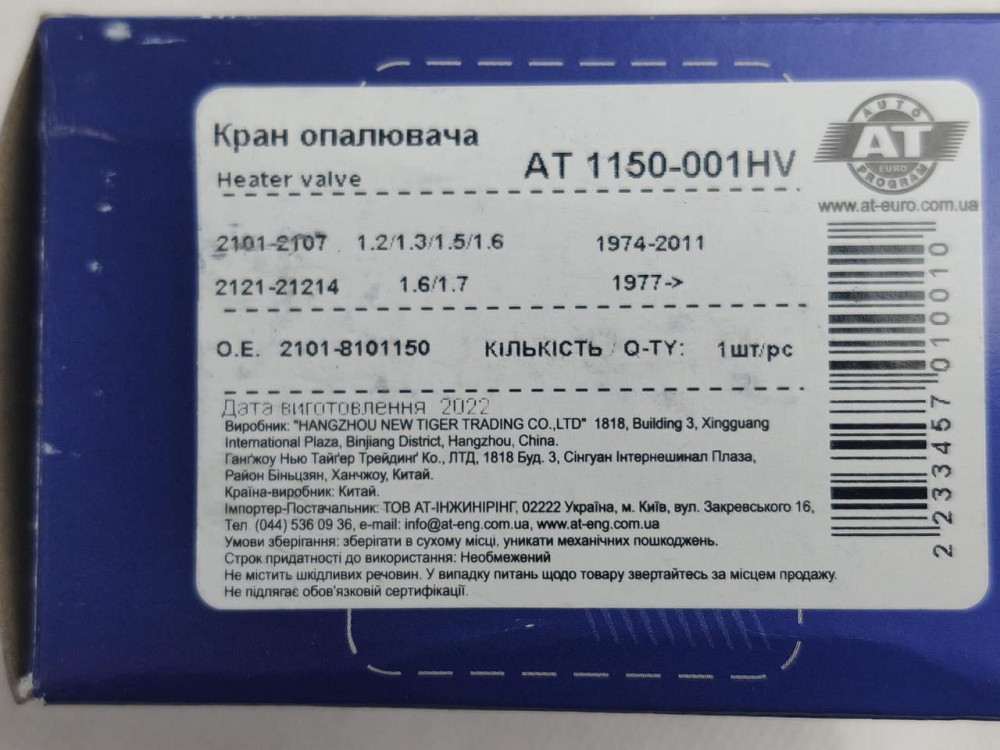 Кран опалювача
Heater valve
AT 1150-001HV
AUTO
AT
EURO
PROGRAM
www.at-euro.com.ua
2101-2107 1.2/1.3/1.5/1.6 1974-2011
2121-21214 1.6/1.7 1977->
O.E. 2101-8101150 КІЛЬКІСТЬ / Q-TY: 1шт/pc
Дата виготовлення 2022
Виробник: "HANGZHOU NEW TIGER TRADING CO.,LTD" 1818, Building 3, Xingguang
International Plaza, Binjiang District, Hangzhou, China.
Ганґжоу Нью Тайґер Трейдинґ Ко., ЛТД, 1818 Буд. 3, Сінгуан Інтернешинал Плаза,
Район Біньцзян, Ханчжоу, Китай.
Країна-виробник: Китай.
Імпортер-Постачальник: ТОВ АТ-ІНЖИНІРІНГ, 02222 Україна, м. Київ, вул. Закревського 16,
Тел (044) 536 09 36, e-mail: info@at-eng.com.ua, www.at-eng.com.ua
Умови зберігання: зберігати в сухому місці, уникати механічних пошкоджень.
Строк придатності до використання: Необмежений
Не містить шкідливих речовин. У випадку питань щодо товару звертайтесь за місцем продажу.
Не підлягає обов'язковій сертифікації.
2233457010010